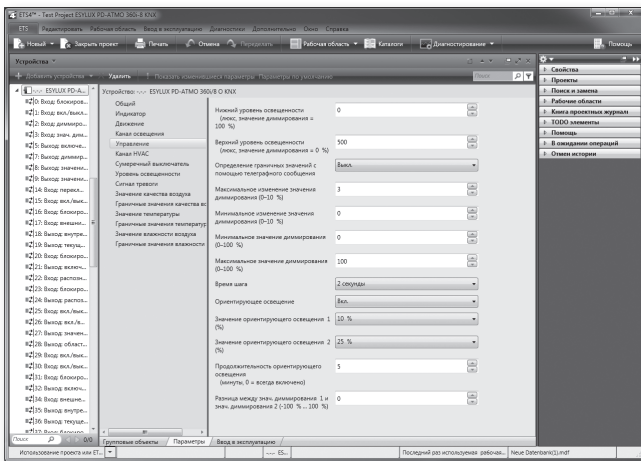 ETS4™ - Test Project ESYLUX PD-ATMO 360i-8 KNX
ETS Редактировать Рабочая область Ввод в эксплуатацию Диагностики Дополнительно Окно Справка
Новый Закрыть проект Печать Отмена Переделать Рабочая область Каталоги Диагностирование Помощь
Устройства
Добавить устройства Удалить Показать изменившиеся параметры Параметры по умолчанию Поиск
-.-.- ESYLUX PD-A...
0: Вход: блокиров...
1: Вход: вкл./выкл...
2: Вход: диммиро...
3: Вход: знач. дим...
5: Выход: включе...
7: Выход: диммир...
8: Выход: значени...
9: Выход: значени...
14: Вход: перекл...
15: Вход: вкл./вык...
16: Вход: блокиро...
17: Вход: внешни...
18: Выход: внутре...
19: Выход: текущ...
20: Вход: блокиро...
21: Выход: включ...
22: Вход: распозн...
23: Вход: блокиро...
24: Выход: распоз...
25: Вход: вкл./вык...
26: Выход: вкл./в...
27: Выход: значен...
28: Выход: област...
29: Вход: вкл./вык...
30: Вход: вкл./вык...
31: Вход: блокиро...
32: Выход: включ...
34: Вход: внешне...
35: Выход: внутре...
36: Выход: текуще...
37: Вход: блокиро...
Поиск 0/0
Устройства: -.-.- ESYLUX PD-ATMO 360i/8 O KNX
Общий
Индикатор
Движение
Канал освещения
Управление
Канал HVAC
Сумеречный выключатель
Уровень освещенности
Сигнал тревоги
Значение качества воздуха
Граничные значения качества вс
Значение температуры
Граничные значения температур
Значение влажности воздуха
Граничные значения влажности
Нижний уровень освещенности 0
(люкс, значение диммирования =
100 %)
Верхний уровень освещенности 500
(люкс, значение диммирования = 0 %)
Определение граничных значений с Выкл.
помощью телеграфного сообщения
Максимальное изменение значения 3
диммирования (0–10 %)
Минимальное изменение значения 0
диммирования (0–10 %)
Минимальное значение диммирования 0
(0–100 %)
Максимальное значение диммирования 100
(0–100 %)
Время шага 2 секунды
Ориентирующее освещение Вкл.
Значение ориентирующего освещения 1 10 %
(%)
Значение ориентирующего освещения 2 25 %
(%)
Продолжительность ориентирующего 5
освещения
(минуты, 0 = всегда включено)
Разница между знач. диммирования 1 и 0
знач. диммирования 2 (-100 % ... 100 %)
Групповые объекты Параметры Ввод в эксплуатацию
Свойства
Проекты
Поиск и замена
Рабочие области
Книга проектных журнали
TODO элементы
Помощь
В ожидании операций
Отмен истории
Использование проекта или ET... -.-.- ES... Последний раз используемая рабочая... Neue Datenbank(1).mdf